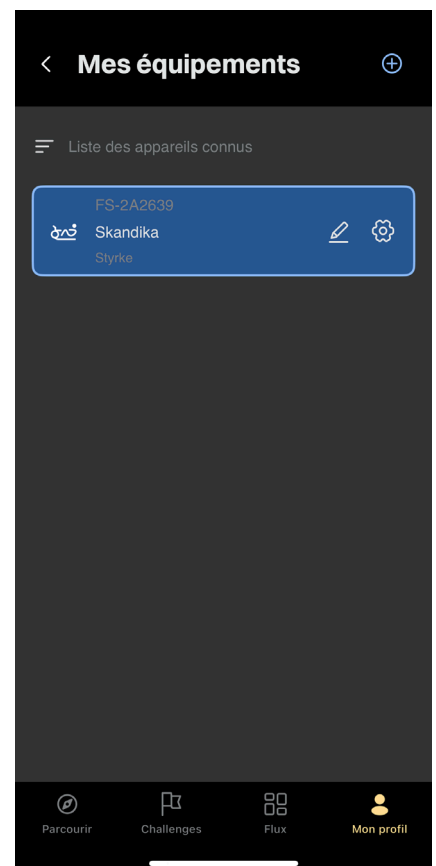 Mes équipements
Liste des appareils connus
FS-2A2639
Skandika
Styrke
Parcourir
Challenges
Flux
Mon profil